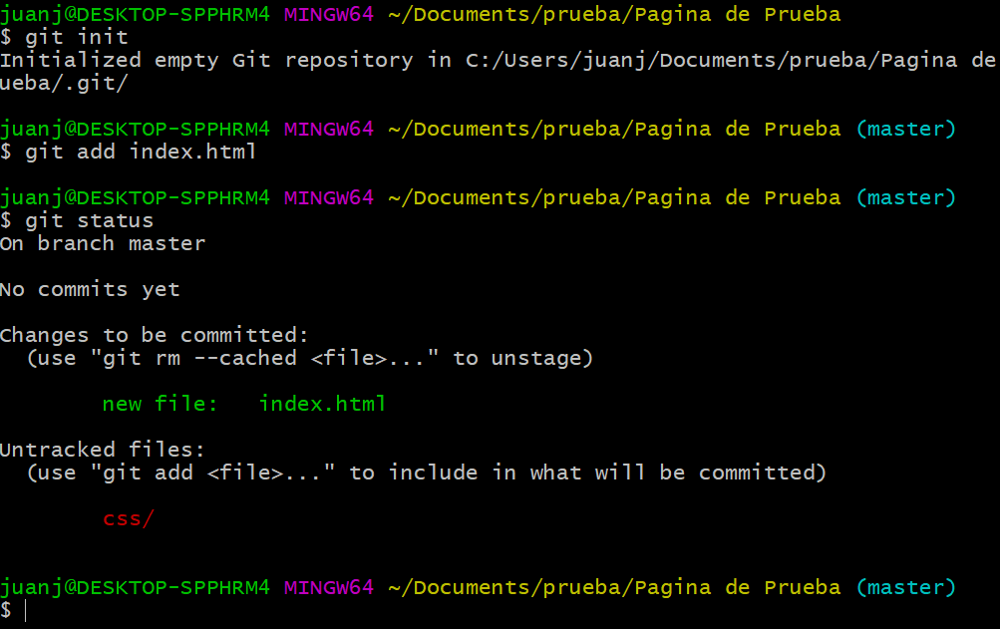 juanj@DESKTOP-SPPHRM4 MINGW64 ~/Documents/prueba/Pagina de Prueba
$ git init
Initialized empty Git repository in C:/Users/juanj/Documents/prueba/Pagina de
ueba/.git/
juanj@DESKTOP-SPPHRM4 MINGW64 ~/Documents/prueba/Pagina de Prueba (master)
$ git add index.html
juanj@DESKTOP-SPPHRM4 MINGW64 ~/Documents/prueba/Pagina de Prueba (master)
$ git status
On branch master
No commits yet
Changes to be committed:
(use "git rm --cached <file>..." to unstage)
new file: index.html
Untracked files:
(use "git add <file>..." to include in what will be committed)
css/
juanj@DESKTOP-SPPHRM4 MINGW64 ~/Documents/prueba/Pagina de Prueba (master)
$